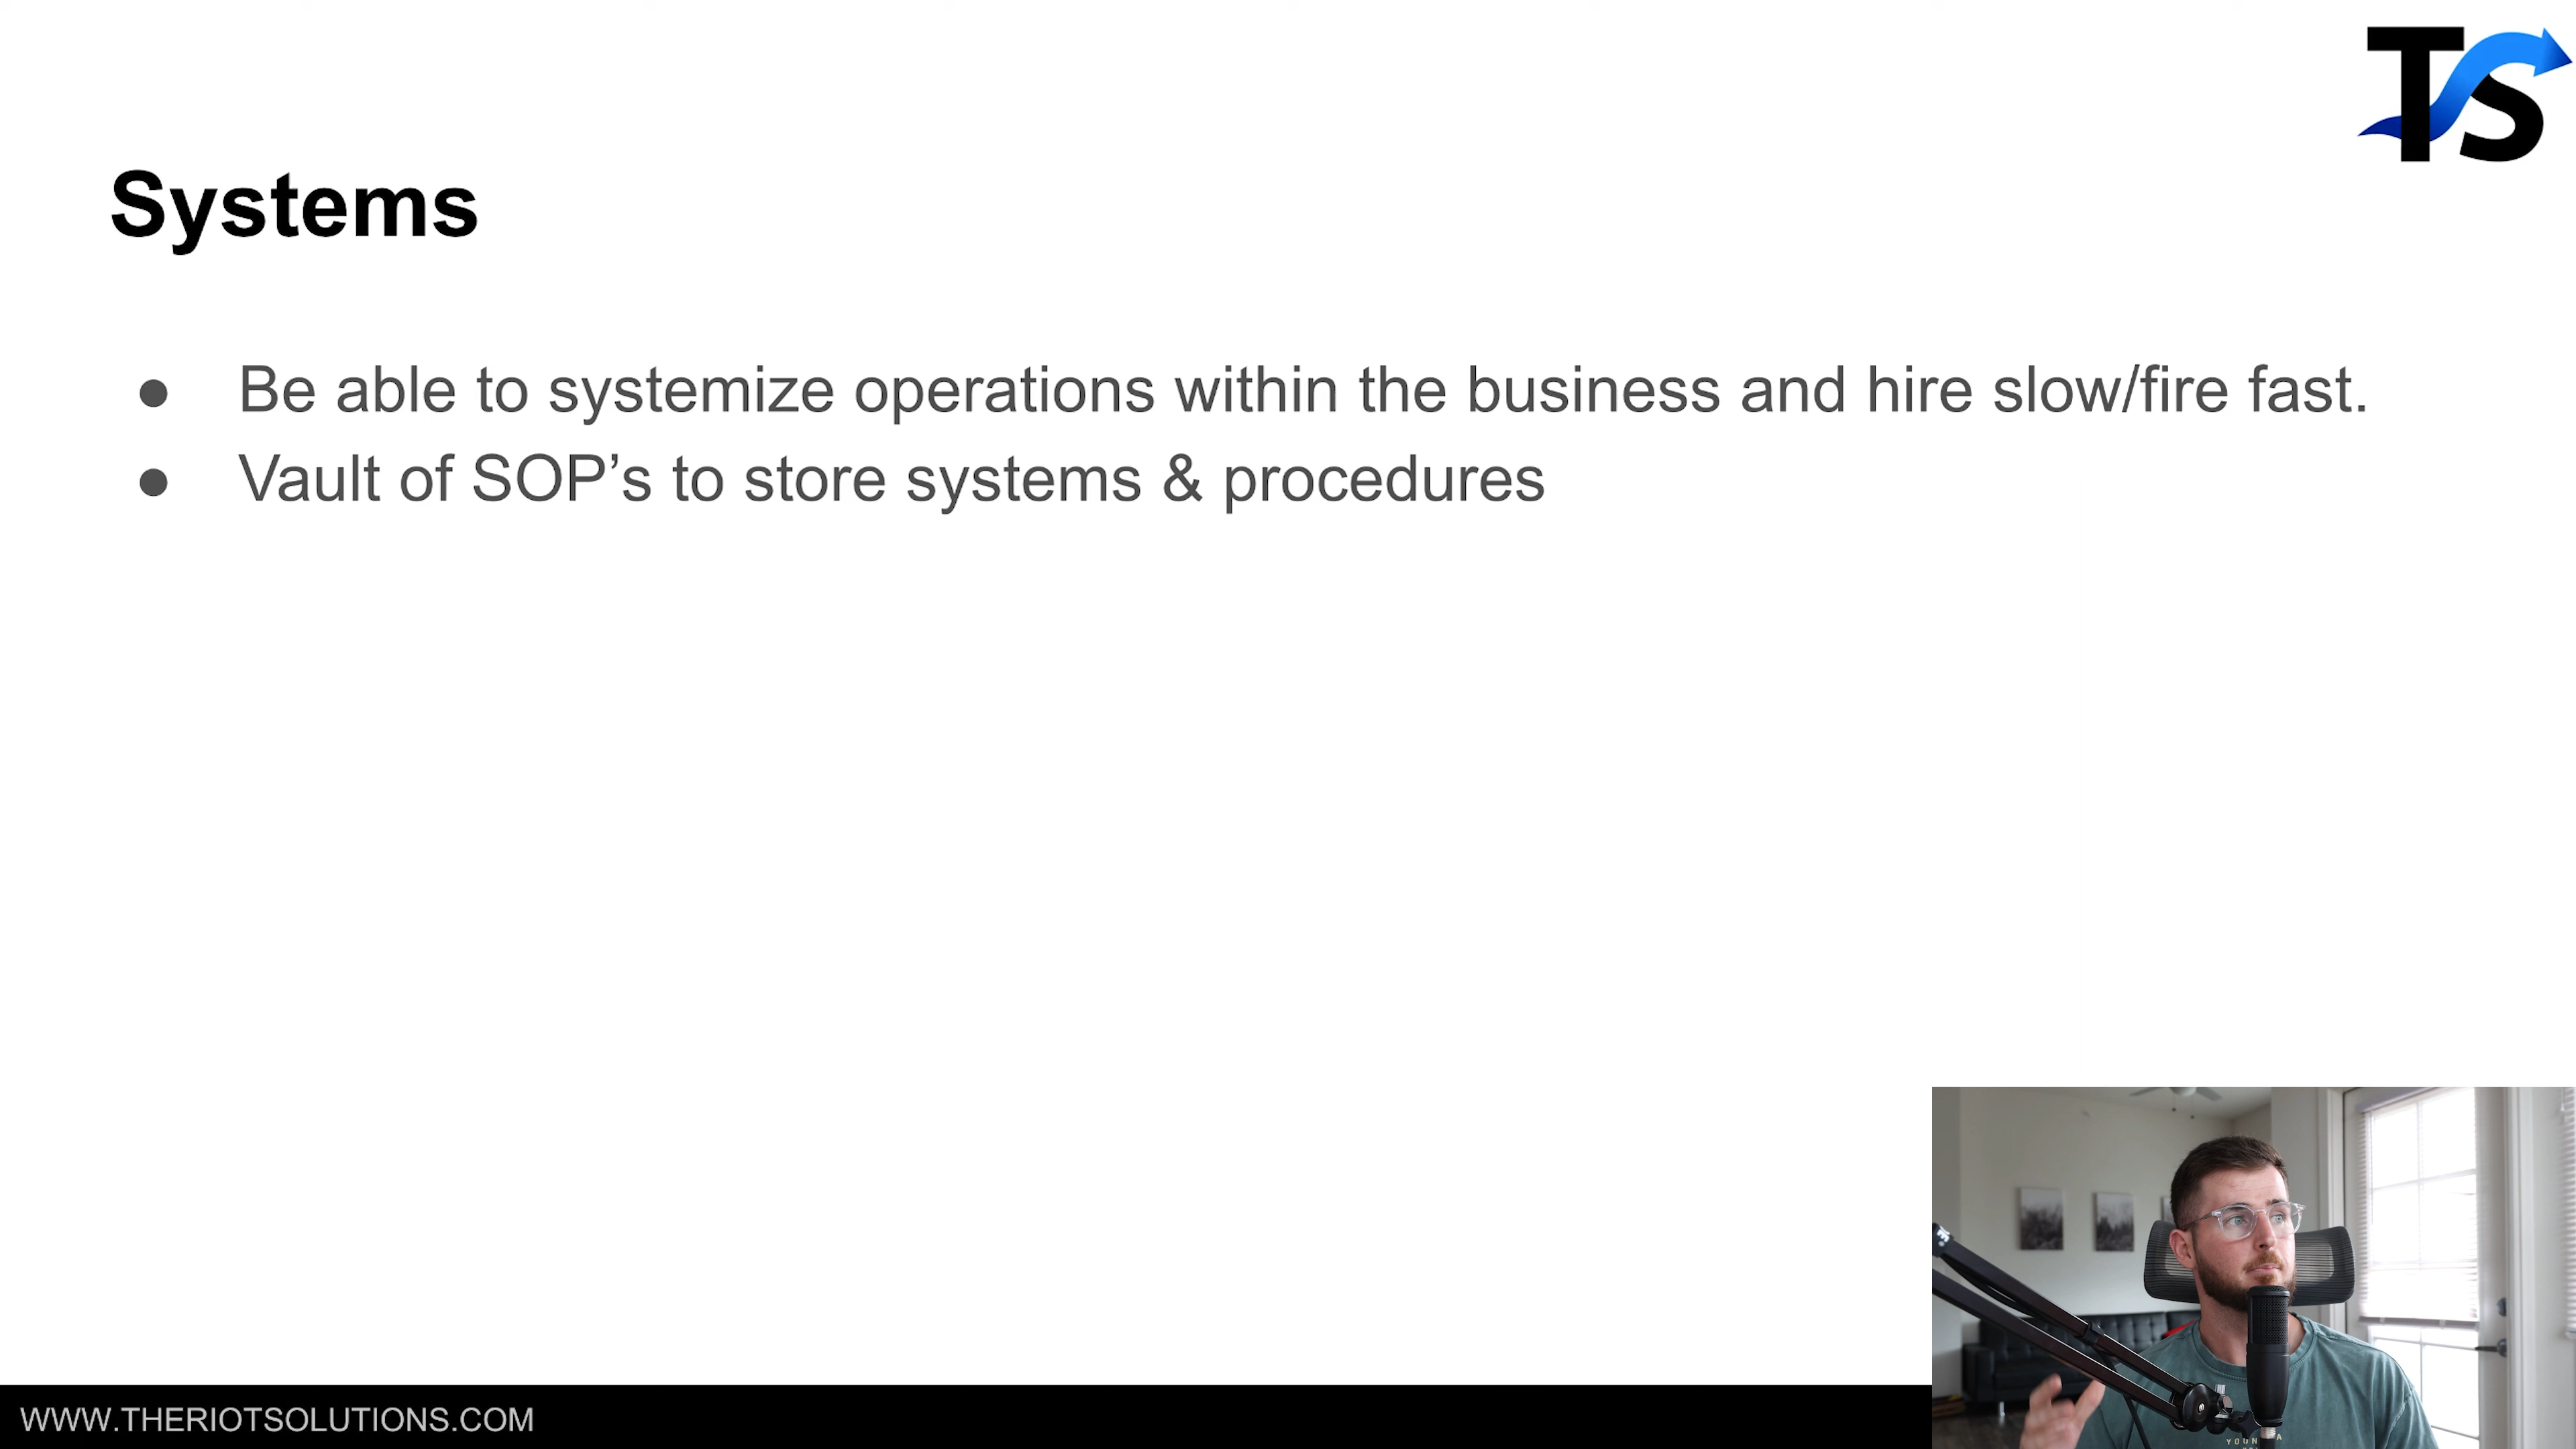 TS
Systems
● Be able to systemize operations within the business and hire slow/fire fast.
● Vault of SOP’s to store systems & procedures
WWW.THERIOTSOLUTIONS.COM